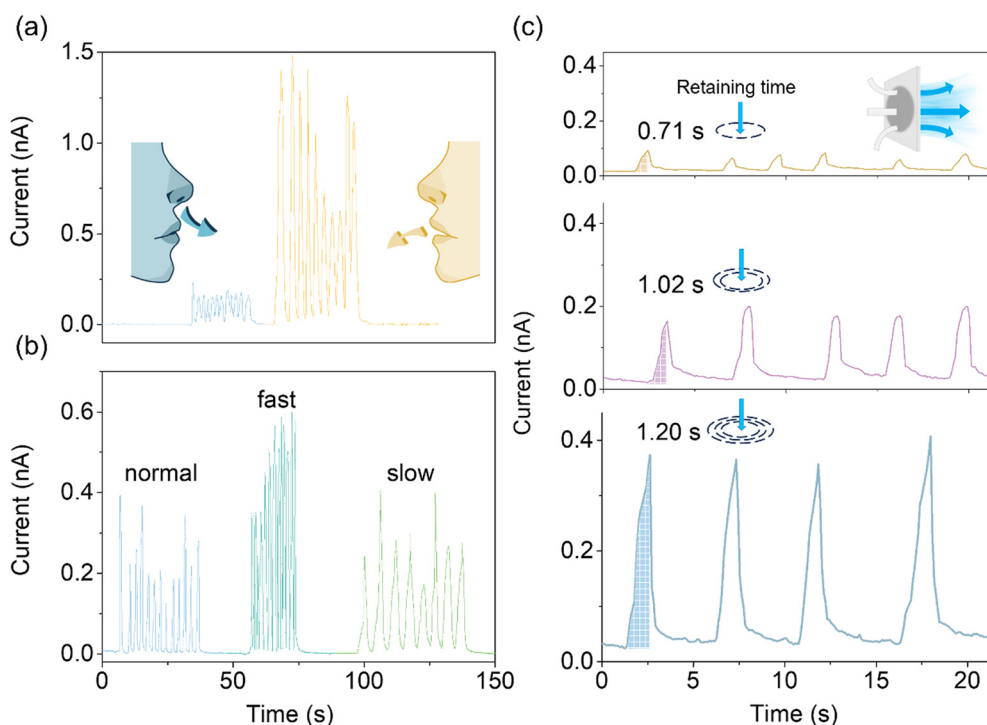 (a)
Current (nA)
1.5
1.0
0.5
0.0
(b)
Current (nA)
0.6
0.4
0.2
0.0
normal
fast
slow
0
50
100
150
Time (s)
(c)
Current (nA)
0.4
0.2
0.0
Retaining time
0.71 s
Current (nA)
0.4
0.2
0.0
1.02 s
0.4
0.2
0.0
1.20 s
0
5
10
15
20
Time (s)